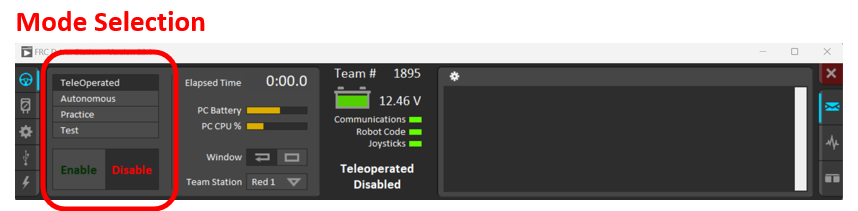 Mode Selection
FRC D
TeleOperated
Autonomous
Practice
Test
Enable Disable
Elapsed Time 0:00.0
PC Battery
PC CPU %
Window
Team Station Red 1
Team # 1895
12.46 V
Communications
Robot Code
Joysticks
Teleoperated
Disabled